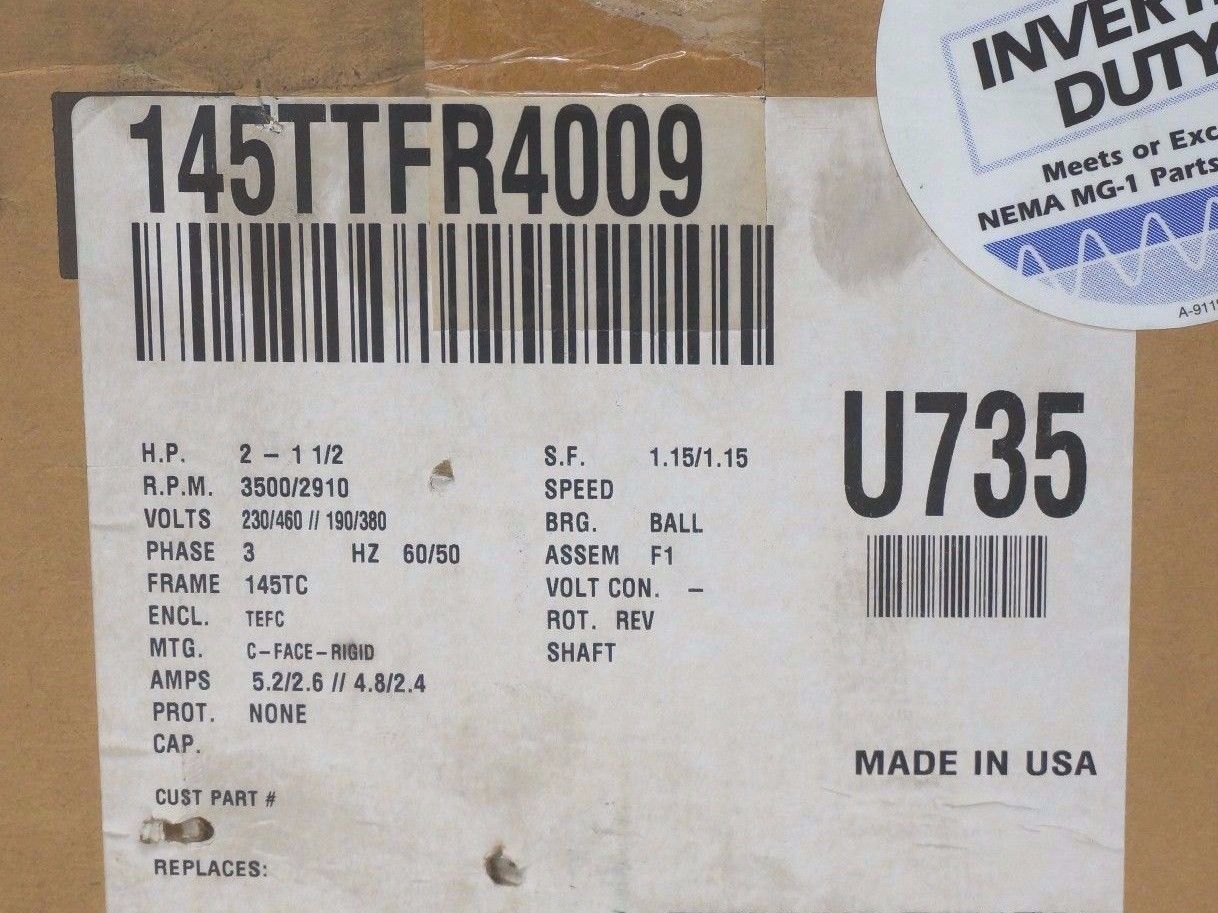 145TTFR4009
DUTY
Meets or
NEMA MG-1 Parts
U735
H.P. 2 - 1 1/2
R.P.M. 3500/2910
VOLTS 230/460 // 190/380
PHASE 3 HZ 60/50
FRAME 145TC
ENCL. TEFC
MTG. C-FACE-RIGID
AMPS 5.2/2.6 // 4.8/2.4
PROT. NONE
CAP.
S.F. 1.15/1.15
SPEED
BRG. BALL
ASSEM F1
VOLT CON. -
ROT. REV
SHAFT
MADE IN USA
CUST PART #
REPLACES: